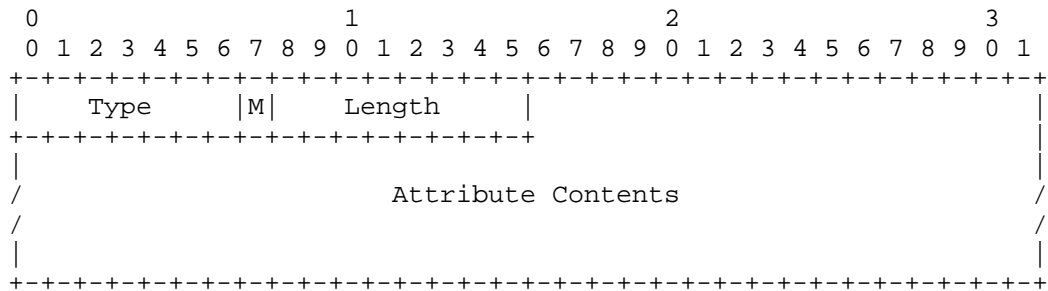 0                   1                   2                   3
 0 1 2 3 4 5 6 7 8 9 0 1 2 3 4 5 6 7 8 9 0 1 2 3 4 5 6 7 8 9 0 1
+-+-+-+-+-+-+-+-+-+-+-+-+-+-+-+-+-+-+-+-+-+-+-+-+-+-+-+-+-+-+-+-+
|    Type     |M|    Length     |                               |
+-+-+-+-+-+-+-+-+-+-+-+-+-+-+-+-+                               |
|                                                               |
/                       Attribute Contents                      /
/                                                               /
|                                                               |
+-+-+-+-+-+-+-+-+-+-+-+-+-+-+-+-+-+-+-+-+-+-+-+-+-+-+-+-+-+-+-+-+